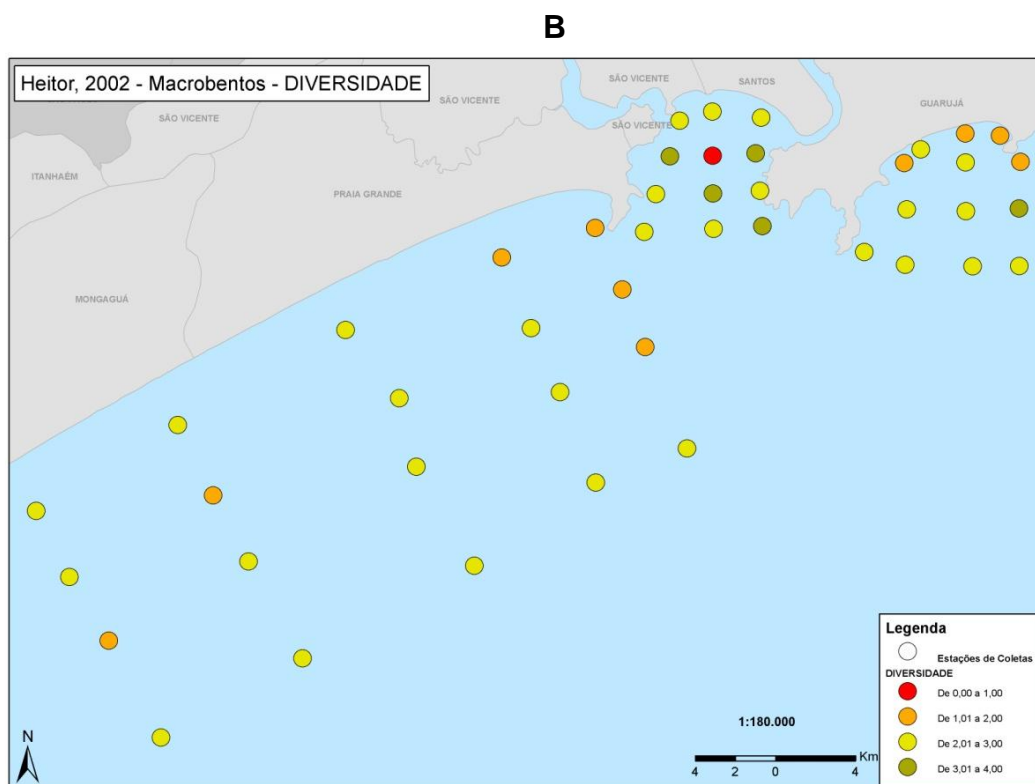 B
Heitor, 2002 - Macrobentos - DIVERSIDADE
SÃO VICENTE
SANTOS
SÃO VICENTE
GUARUJÁ
SÃO VICENTE
SÃO VICENTE
ITANHAÉM
PRAIA GRANDE
MONGAGUÁ
Legenda
Estações de Coletas
DIVERSIDADE
De 0,00 a 1,00
De 1,01 a 2,00
De 2,01 a 3,00
De 3,01 a 4,00
1:180.000
N
Km
4 2 0 4